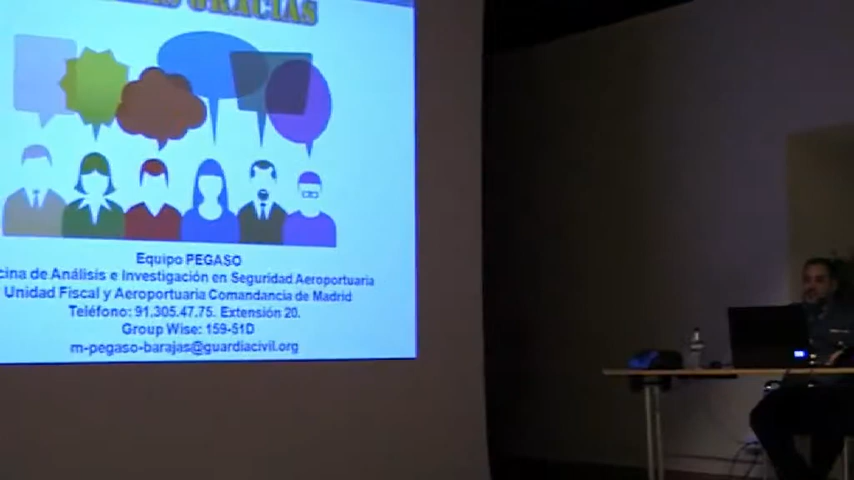 GRACIAS
Equipo PEGASO
cina de Análisis e Investigación en Seguridad Aeroportuaria
Unidad Fiscal y Aeroportuaria Comandancia de Madrid
Teléfono: 91.305.47.75. Extensión 20.
Group Wise: 159-51D
m-pegaso-barajas@guardiacivil.org